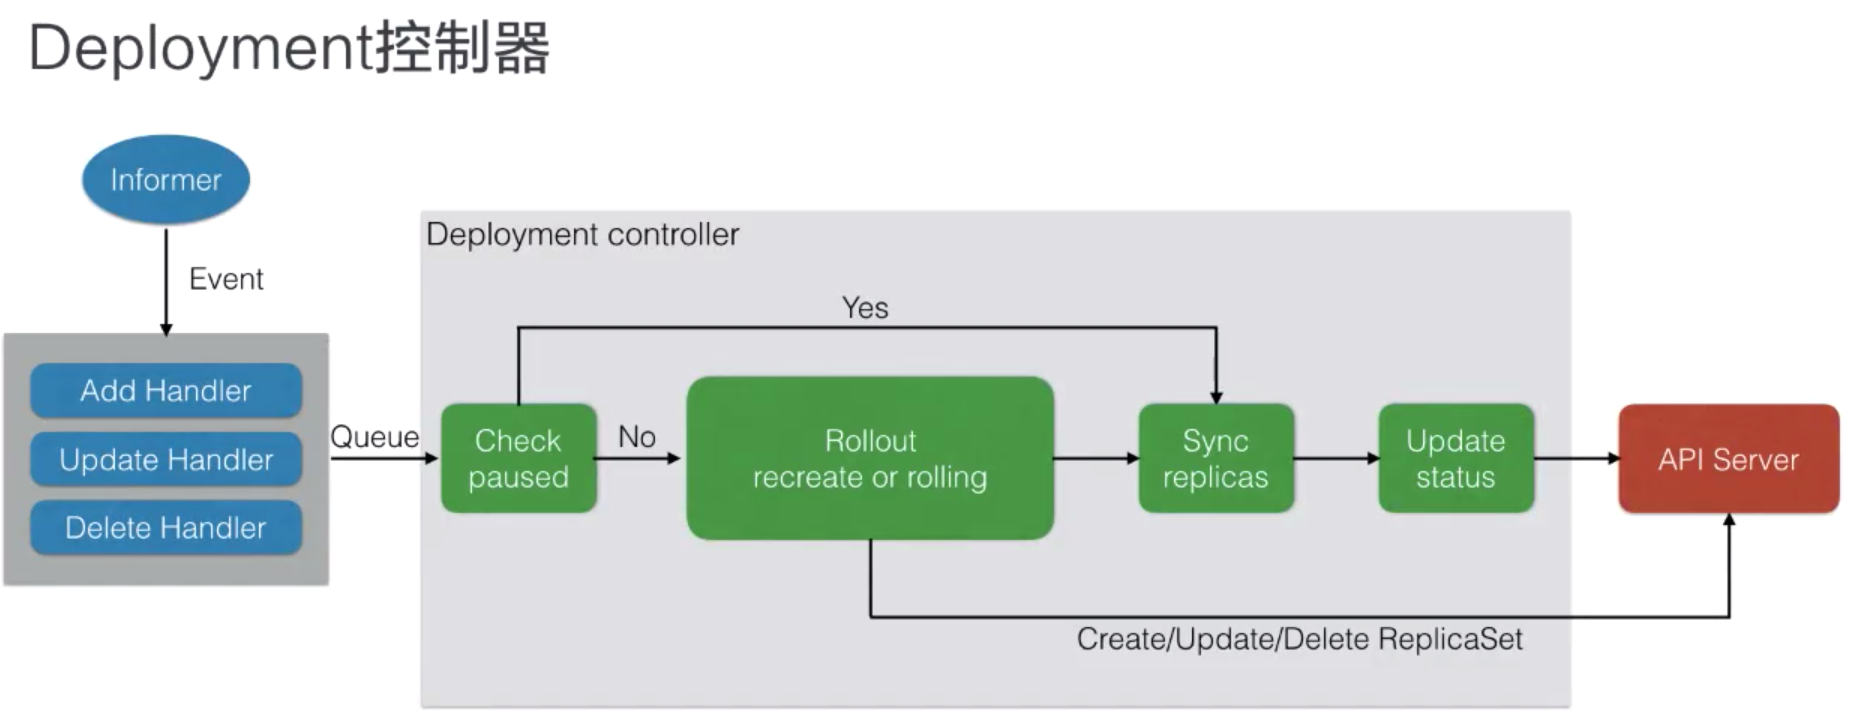 Deployment控制器
Informer
Event
Add Handler
Update Handler
Delete Handler
Queue
Deployment controller
Yes
Check
paused
No
Rollout
recreate or rolling
Sync
replicas
Update
status
API Server
Create/Update/Delete ReplicaSet